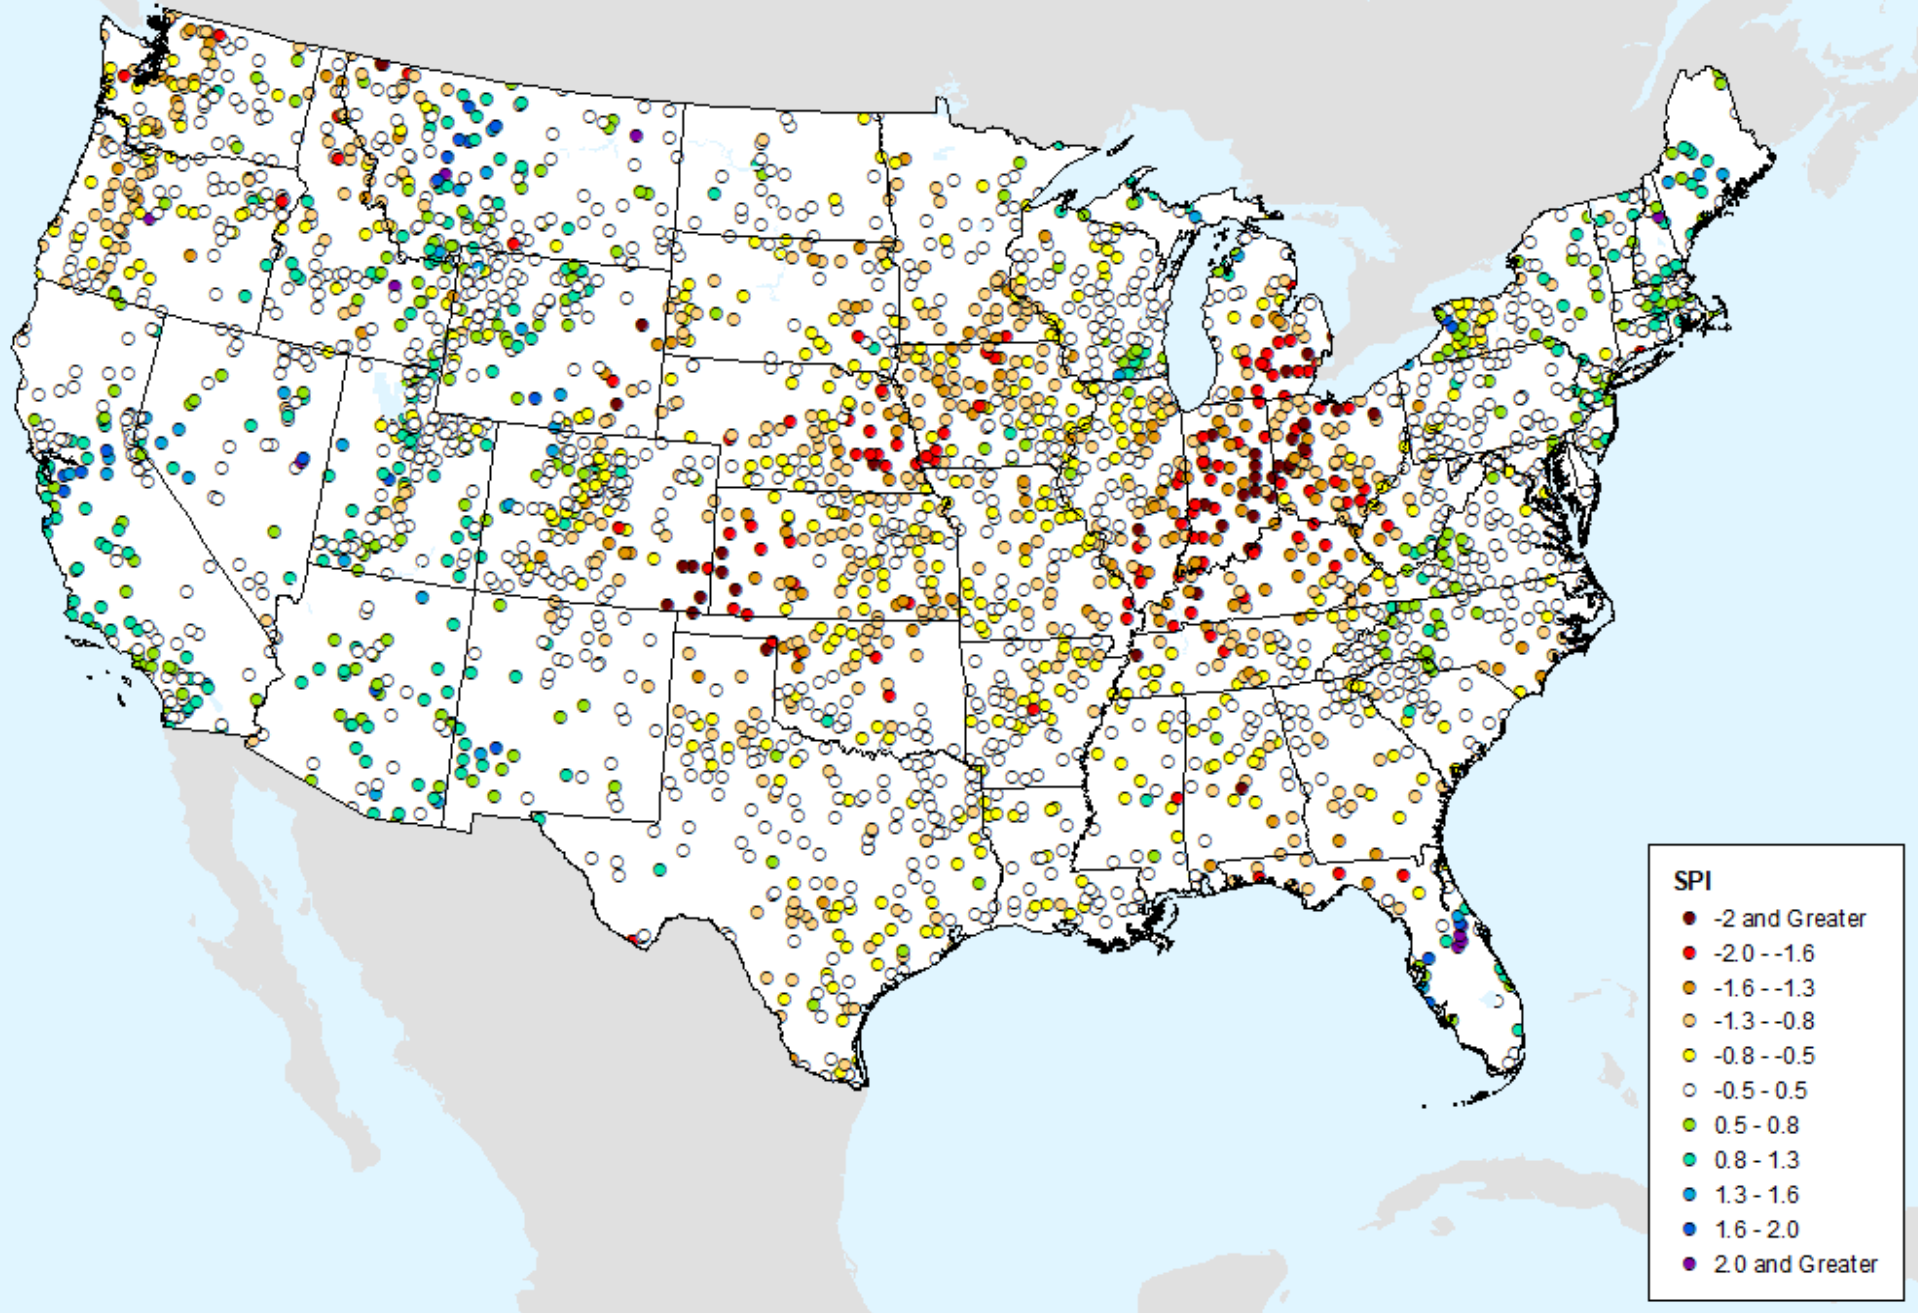 SPI
-2 and Greater
-2.0 - -1.6
-1.6 - -1.3
-1.3 - -0.8
-0.8 - -0.5
-0.5 - 0.5
0.5 - 0.8
0.8 - 1.3
1.3 - 1.6
1.6 - 2.0
2.0 and Greater